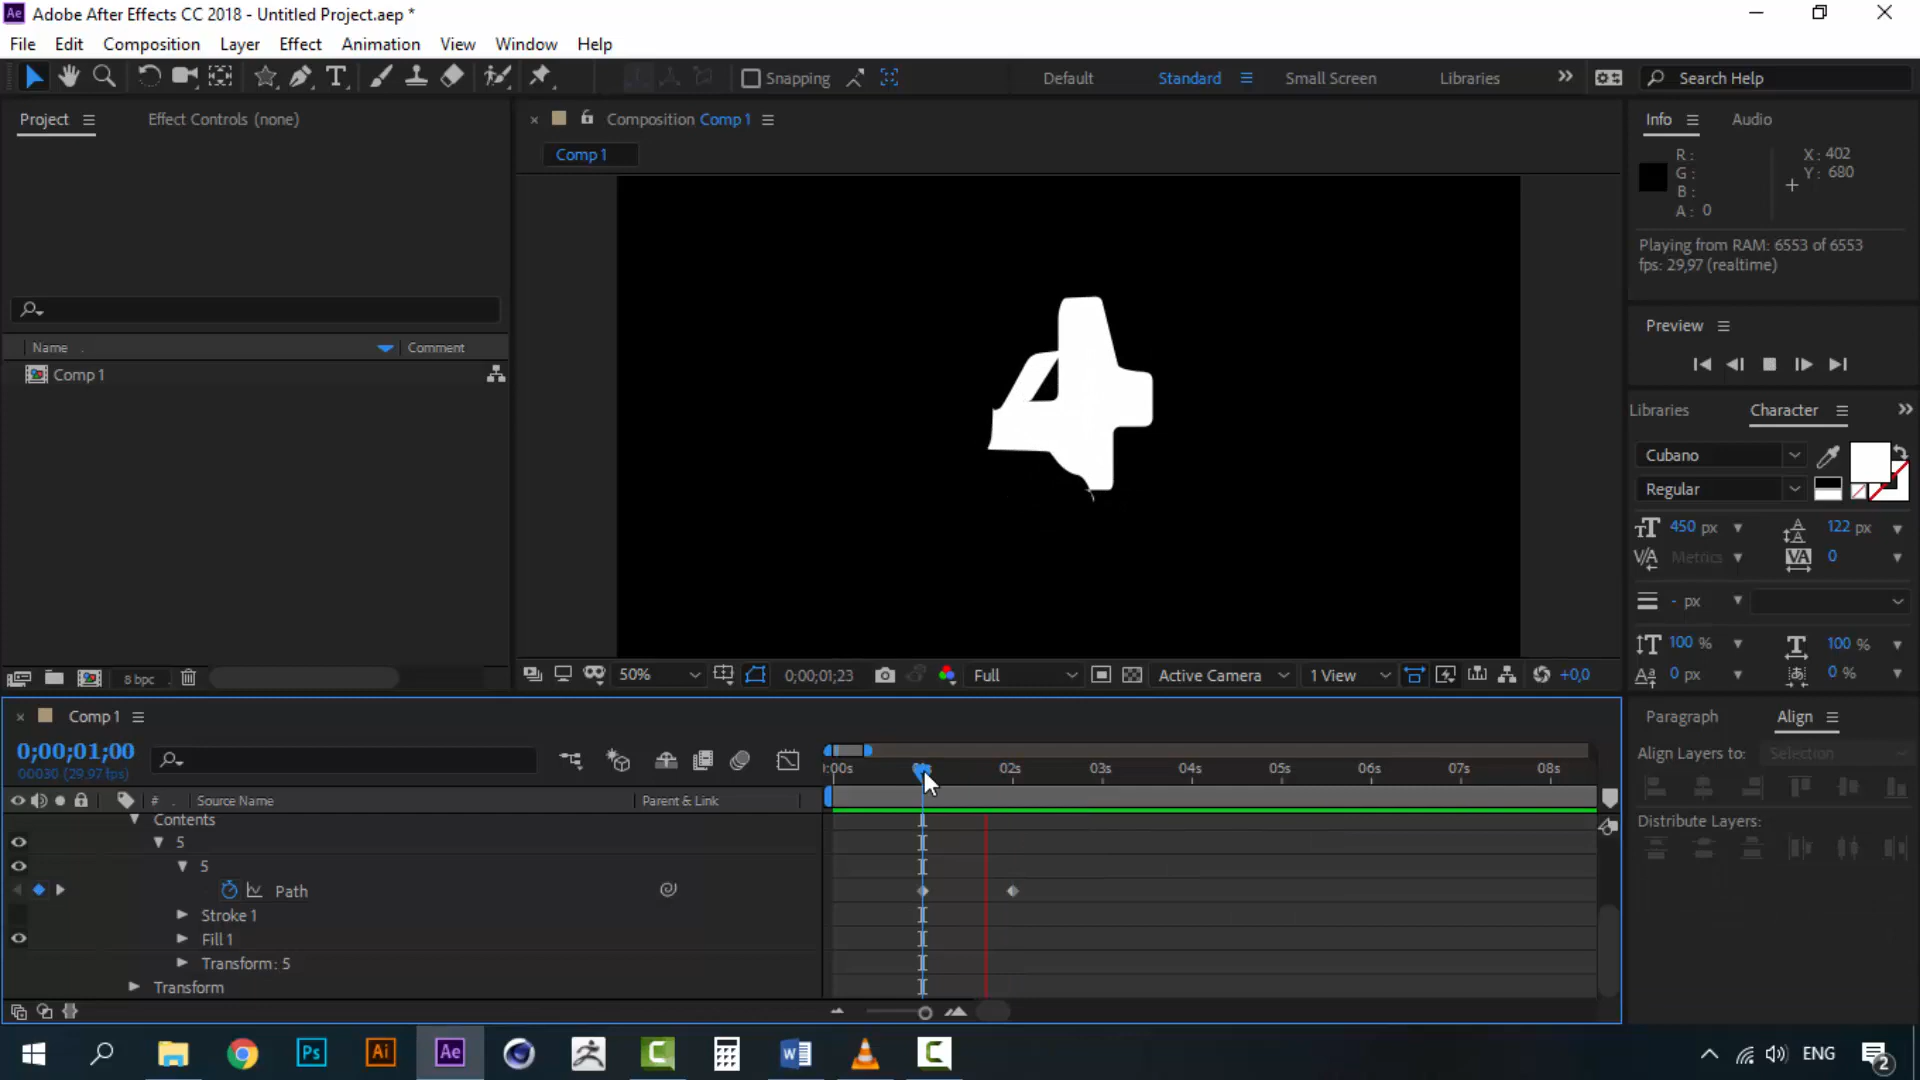 Ae Adobe After Effects CC 2018 - Untitled Project.aep *
File Edit Composition Layer Effect Animation View Window Help
Snapping Default Standard Small Screen Libraries Search Help
Project Effect Controls (none) Composition Comp 1 Info Audio
Comp 1
R:
G:
B:
A: 0
X: 402
Y: 680
Playing from RAM: 6553 of 6553
fps: 29,97 (realtime)
4
Preview
Name Comment
Comp 1
Libraries Character
Cubano
Regular
450 px 122 px
Metrics 0
- px
100 % 100 %
0 px 0 %
8 bpc 50% 0;00;01;23 Full Active Camera 1 View +0,0
Comp 1
Paragraph Align
0;00;01;00
00030 (29.97 fps)
Align Layers to: Selection
:00s 02s 03s 04s 05s 06s 07s 08s
# Source Name Parent & Link
Distribute Layers:
Contents
5
5
Path
Stroke 1
Fill 1
Transform: 5
Transform
Ps Ai Ae ENG 2